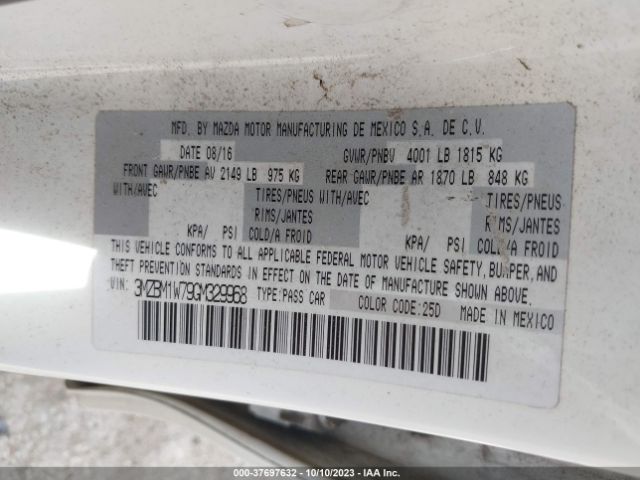 MFD. BY MAZDA MOTOR MANUFACTURING DE MEXICO S.A. DE C.V.
DATE 08/16 GVWR/PNBV 4001 LB 1815 KG
FRONT GAWR/PNBE AV 2149 LB 975 KG REAR GAWR/PNBE AR 1870 LB 848 KG
WITH/AVEC TIRES/PNEUS WITH/AVEC TIRES/PNEUS
RIMS/JANTES RIMS/JANTES
KPA/ PSI COLD/A FROID KPA/ PSI COLD/A FROID
THIS VEHICLE CONFORMS TO ALL APPLICABLE FEDERAL MOTOR VEHICLE SAFETY, BUMPER, AND
THEFT PREVENTION STANDARDS IN EFFECT ON THE DATE OF MANUFACTURE SHOWN ABOVE.
VIN: 3MZBM1W79GM329968 TYPE:PASS CAR COLOR CODE:25D MADE IN MEXICO
000-37697632 - 10/10/2023 - IAA Inc.